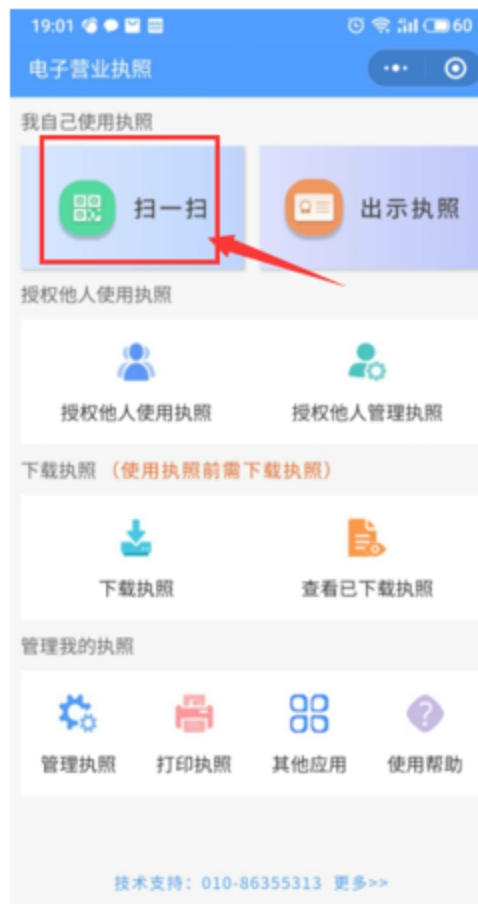 19:01 60
电子营业执照
我自己使用执照
扫一扫 出示执照
授权他人使用执照
授权他人使用执照 授权他人管理执照
下载执照（使用执照前需下载执照）
下载执照 查看已下载执照
管理我的执照
管理执照 打印执照 其他应用 使用帮助
技术支持：010-86355313 更多>>